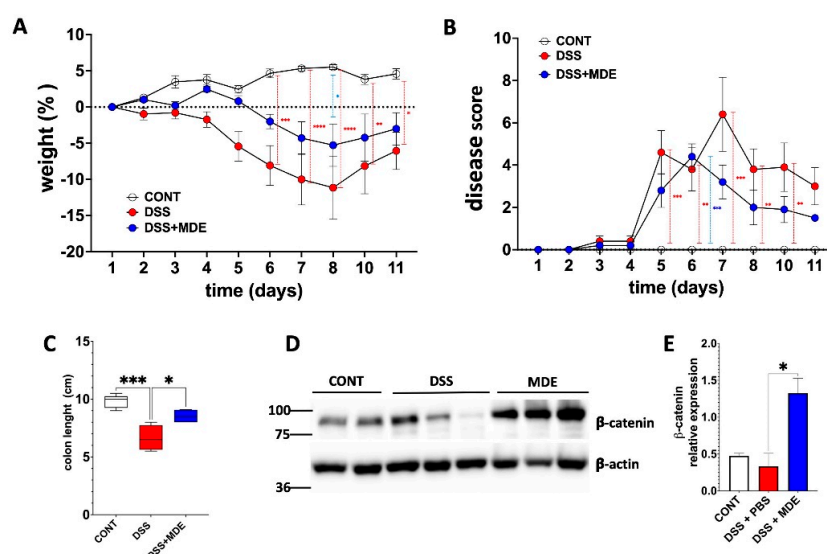 A
10
5
0
-5
-10
-15
-20
weight (% )
CONT
DSS
DSS+MDE
*
***
****
****
**
*
1 2 3 4 5 6 7 8 10 11
time (days)
B
10
8
6
4
2
0
disease score
CONT
DSS
DSS+MDE
***
**
***
***
**
**
1 2 3 4 5 6 7 8 10 11
time (days)
C
15
10
5
0
colon lenght (cm)
*** *
CONT
DSS
DSS+MDE
D
CONT DSS MDE
100
75
β-catenin
β-actin
36
E
2.0
1.5
1.0
0.5
0.0
β-catenin
relative expression
*
CONT
DSS + PBS
DSS + MDE